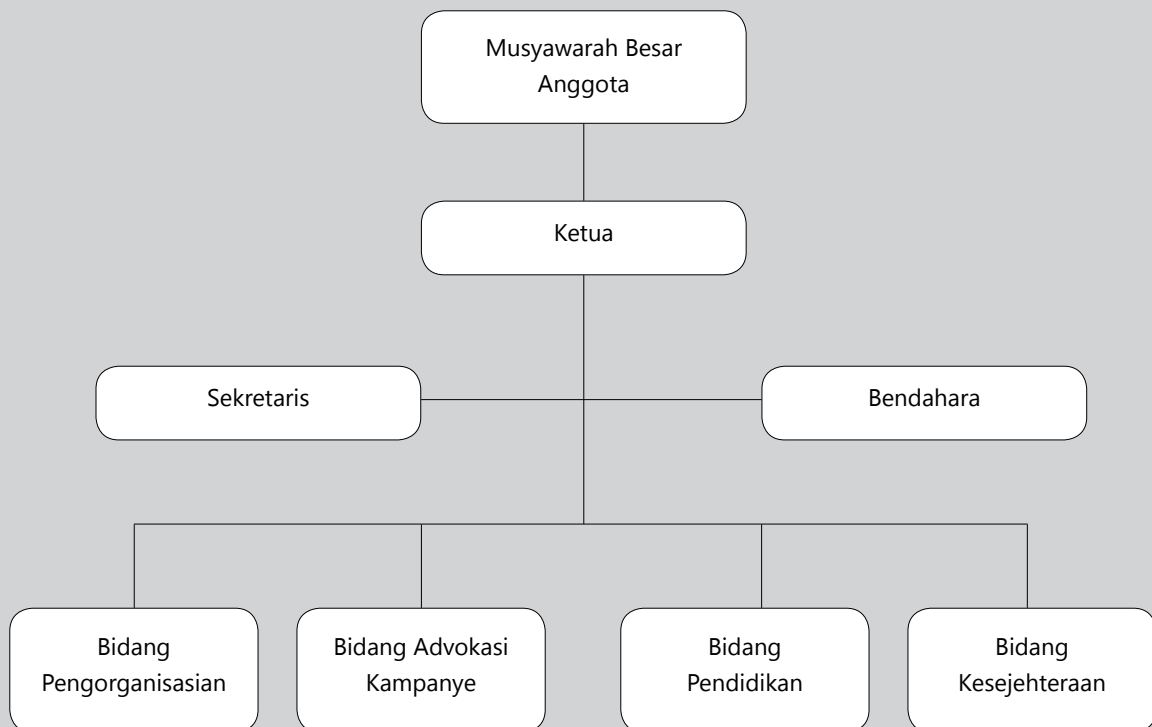 Musyawarah Besar
Anggota
Ketua
Sekretaris
Bendahara
Bidang
Pengorganisasian
Bidang Advokasi
Kampanye
Bidang
Pendidikan
Bidang
Kesejehteraan